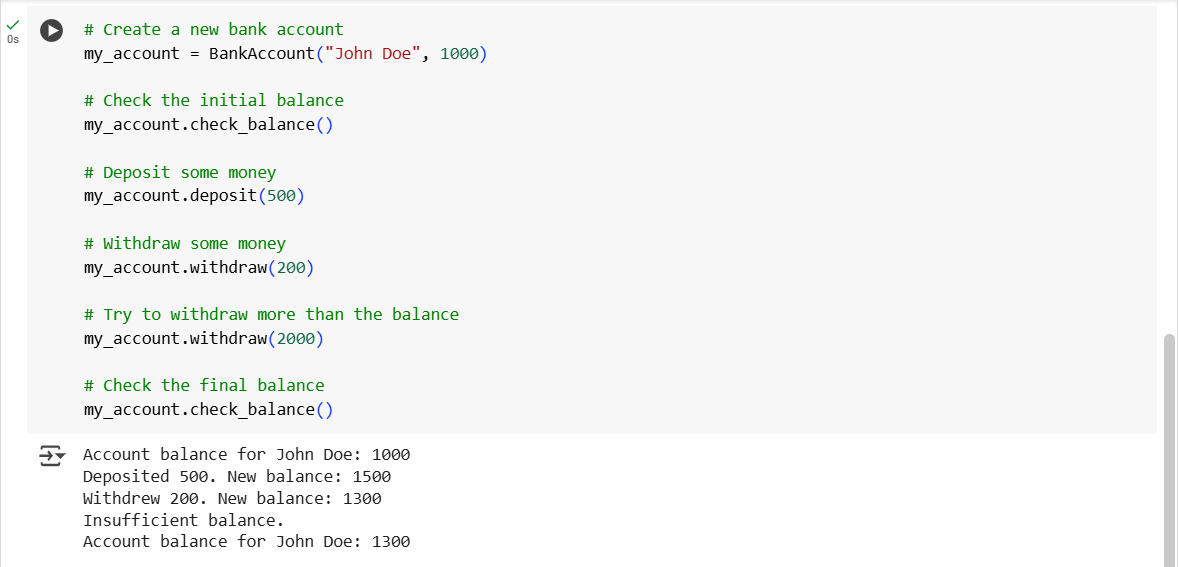 # Create a new bank account
0s
my_account = BankAccount("John Doe", 1000)
# Check the initial balance
my_account.check_balance()
# Deposit some money
my_account.deposit(500)
# Withdraw some money
my_account.withdraw(200)
# Try to withdraw more than the balance
my_account.withdraw(2000)
# Check the final balance
my_account.check_balance()
Account balance for John Doe: 1000
Deposited 500. New balance: 1500
Withdrew 200. New balance: 1300
Insufficient balance.
Account balance for John Doe: 1300